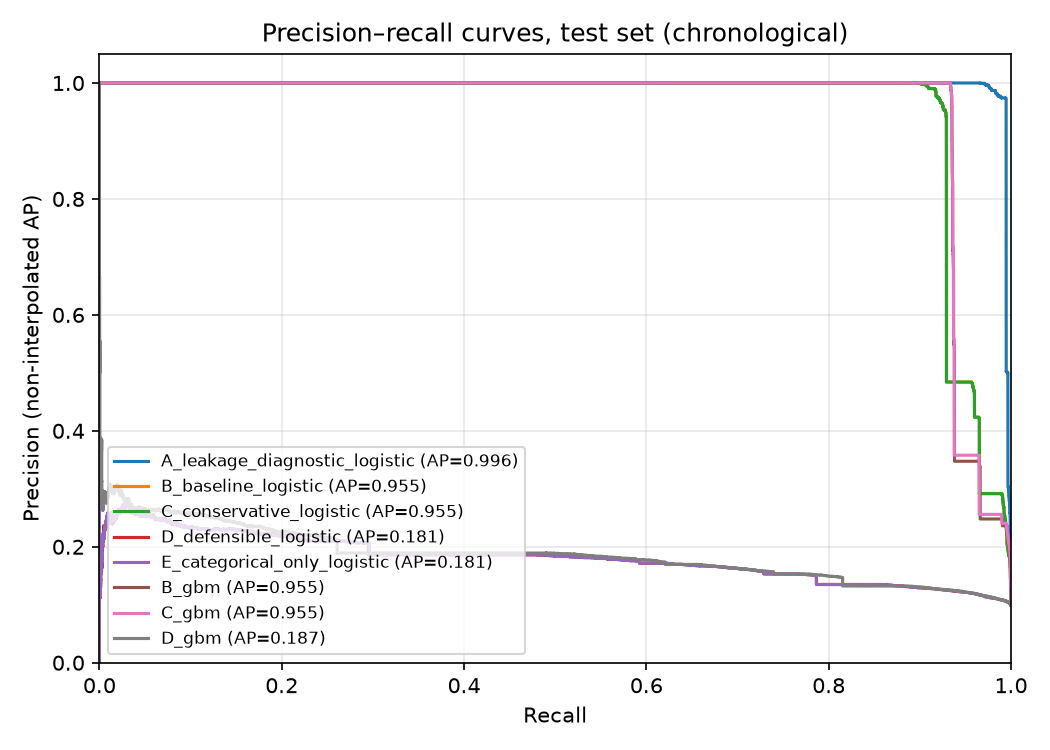 Precision–recall curves, test set (chronological)
Precision (non-interpolated AP)
1.0
0.8
0.6
0.4
0.2
0.0
A_leakage_diagnostic_logistic (AP=0.996)
B_baseline_logistic (AP=0.955)
C_conservative_logistic (AP=0.955)
D_defensible_logistic (AP=0.181)
E_categorical_only_logistic (AP=0.181)
B_gbm (AP=0.955)
C_gbm (AP=0.955)
D_gbm (AP=0.187)
0.0 0.2 0.4 0.6 0.8 1.0
Recall